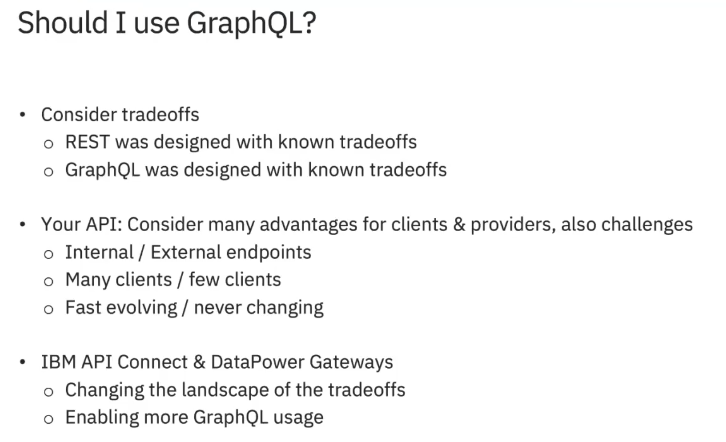 Should I use GraphQL?
• Consider tradeoffs
o REST was designed with known tradeoffs
o GraphQL was designed with known tradeoffs
• Your API: Consider many advantages for clients & providers, also challenges
o Internal / External endpoints
o Many clients / few clients
o Fast evolving / never changing
• IBM API Connect & DataPower Gateways
o Changing the landscape of the tradeoffs
o Enabling more GraphQL usage